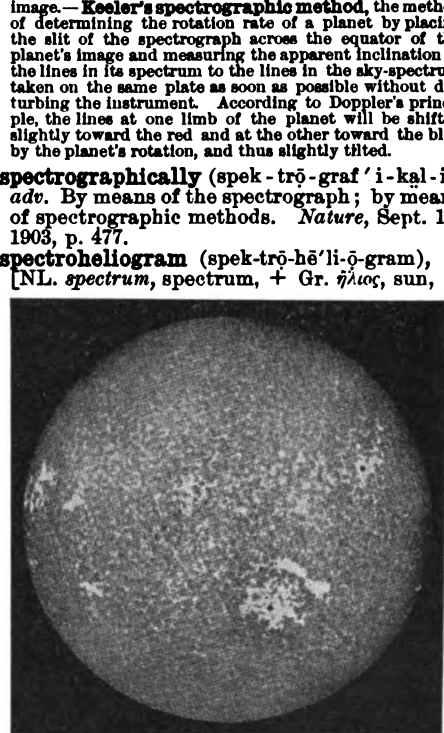 image.—Keeler's spectrographic method, the meth
of determining the rotation rate of a planet by placi
the slit of the spectrograph across the equator of t
planet's image and measuring the apparent inclination
the lines in its spectrum to the lines in the sky-spectru
taken on the same plate as soon as possible without d
turbing the instrument. According to Doppler's prin
ple, the lines at one limb of the planet will be shift
slightly toward the red and at the other toward the bl
by the planet's rotation, and thus slightly tilted.
spectrographically (spek-trọ̄-graf′i-kạl-i
adv. By means of the spectrograph; by mean
of spectrographic methods. Nature, Sept. 1
1903, p. 477.
spectroheliogram (spek-trọ̄-hē′li-ọ̄-gram),
[NL. spectrum, spectrum, + Gr. ἥλιος, sun,